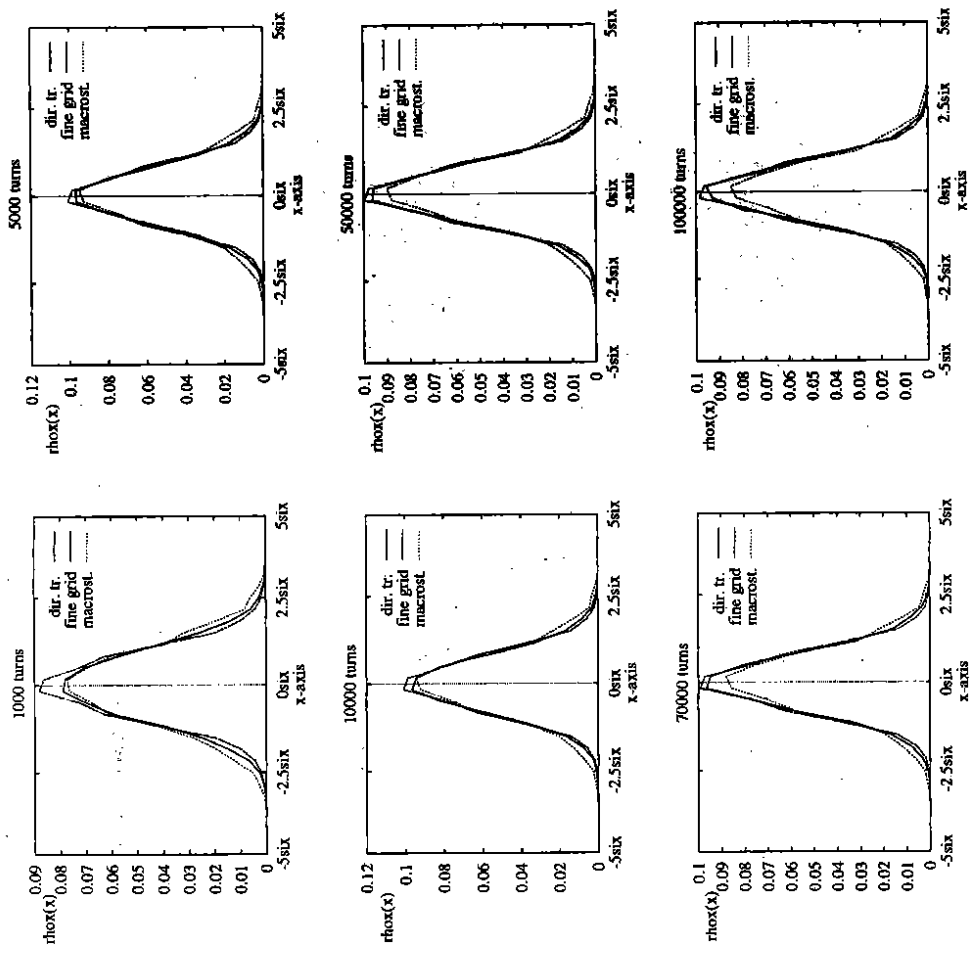 1000 turns
rhox(x)
0.09
0.08
0.07
0.06
0.05
0.04
0.03
0.02
0.01
0
dir. tr.
fine grid
macrost.
-5six
-2.5six
0six
2.5six
5six
x-axis
5000 turns
rhox(x)
0.12
0.1
0.08
0.06
0.04
0.02
0
dir. tr.
fine grid
macrost.
-5six
-2.5six
0six
2.5six
5six
x-axis
10000 turns
rhox(x)
0.12
0.1
0.08
0.06
0.04
0.02
0
dir. tr.
fine grid
macrost.
-5six
-2.5six
0six
2.5six
5six
x-axis
50000 turns
rhox(x)
0.1
0.09
0.08
0.07
0.06
0.05
0.04
0.03
0.02
0.01
0
dir. tr.
fine grid
macrost.
-5six
-2.5six
0six
2.5six
5six
x-axis
70000 turns
rhox(x)
0.1
0.09
0.08
0.07
0.06
0.05
0.04
0.03
0.02
0.01
0
dir. tr.
fine grid
macrost.
-5six
-2.5six
0six
2.5six
5six
x-axis
100000 turns
rhox(x)
0.1
0.09
0.08
0.07
0.06
0.05
0.04
0.03
0.02
0.01
0
dir. tr.
fine grid
macrost.
-5six
-2.5six
0six
2.5six
5six
x-axis